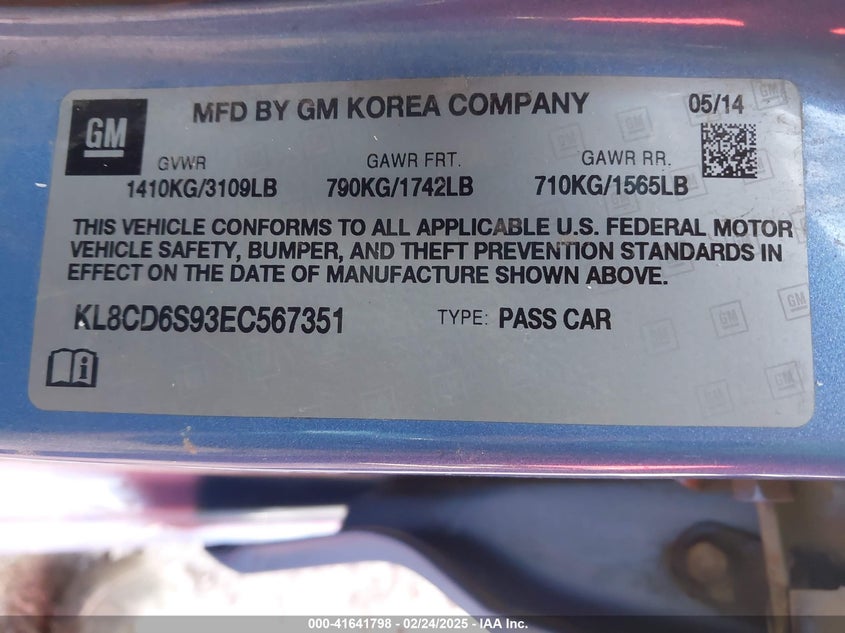 GM
MFD BY GM KOREA COMPANY 05/14
GVWR GAWR FRT. GAWR RR.
1410KG/3109LB 790KG/1742LB 710KG/1565LB
THIS VEHICLE CONFORMS TO ALL APPLICABLE U.S. FEDERAL MOTOR
VEHICLE SAFETY, BUMPER, AND THEFT PREVENTION STANDARDS IN
EFFECT ON THE DATE OF MANUFACTURE SHOWN ABOVE.
KL8CD6S93EC567351 TYPE: PASS CAR
000-41641798 - 02/24/2025 - IAA Inc.